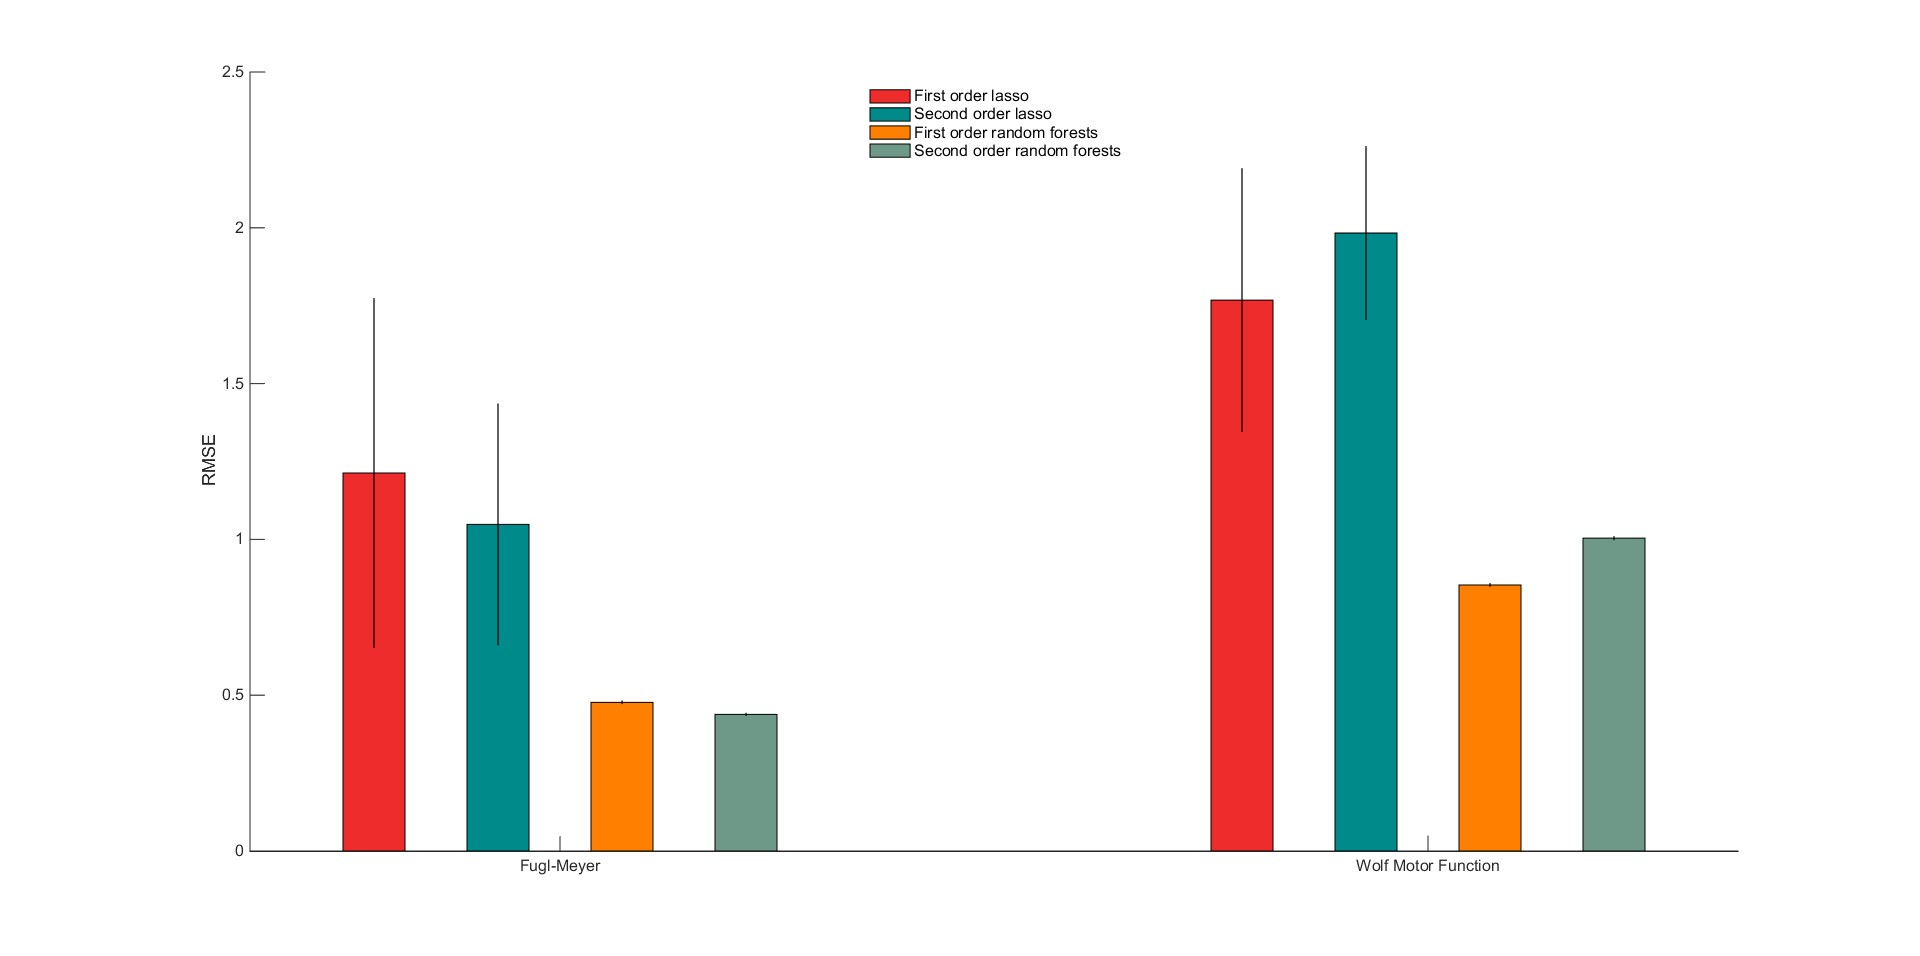 2.5
2
1.5
1
0.5
0
RMSE
First order lasso
Second order lasso
First order random forests
Second order random forests
Fugl-Meyer
Wolf Motor Function